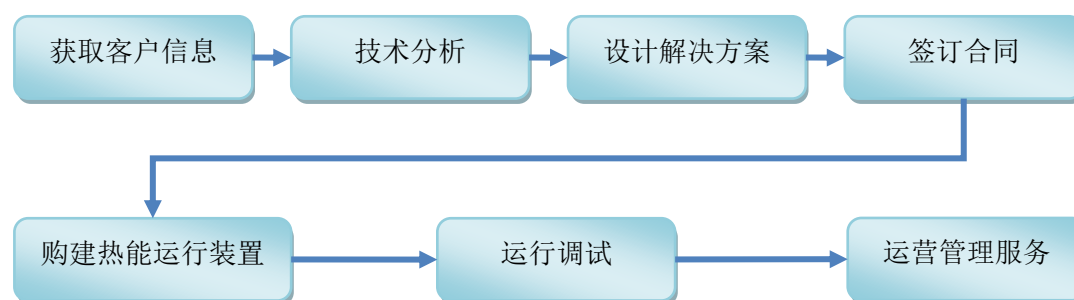 获取客户信息
技术分析
设计解决方案
签订合同
购建热能运行装置
运行调试
运营管理服务